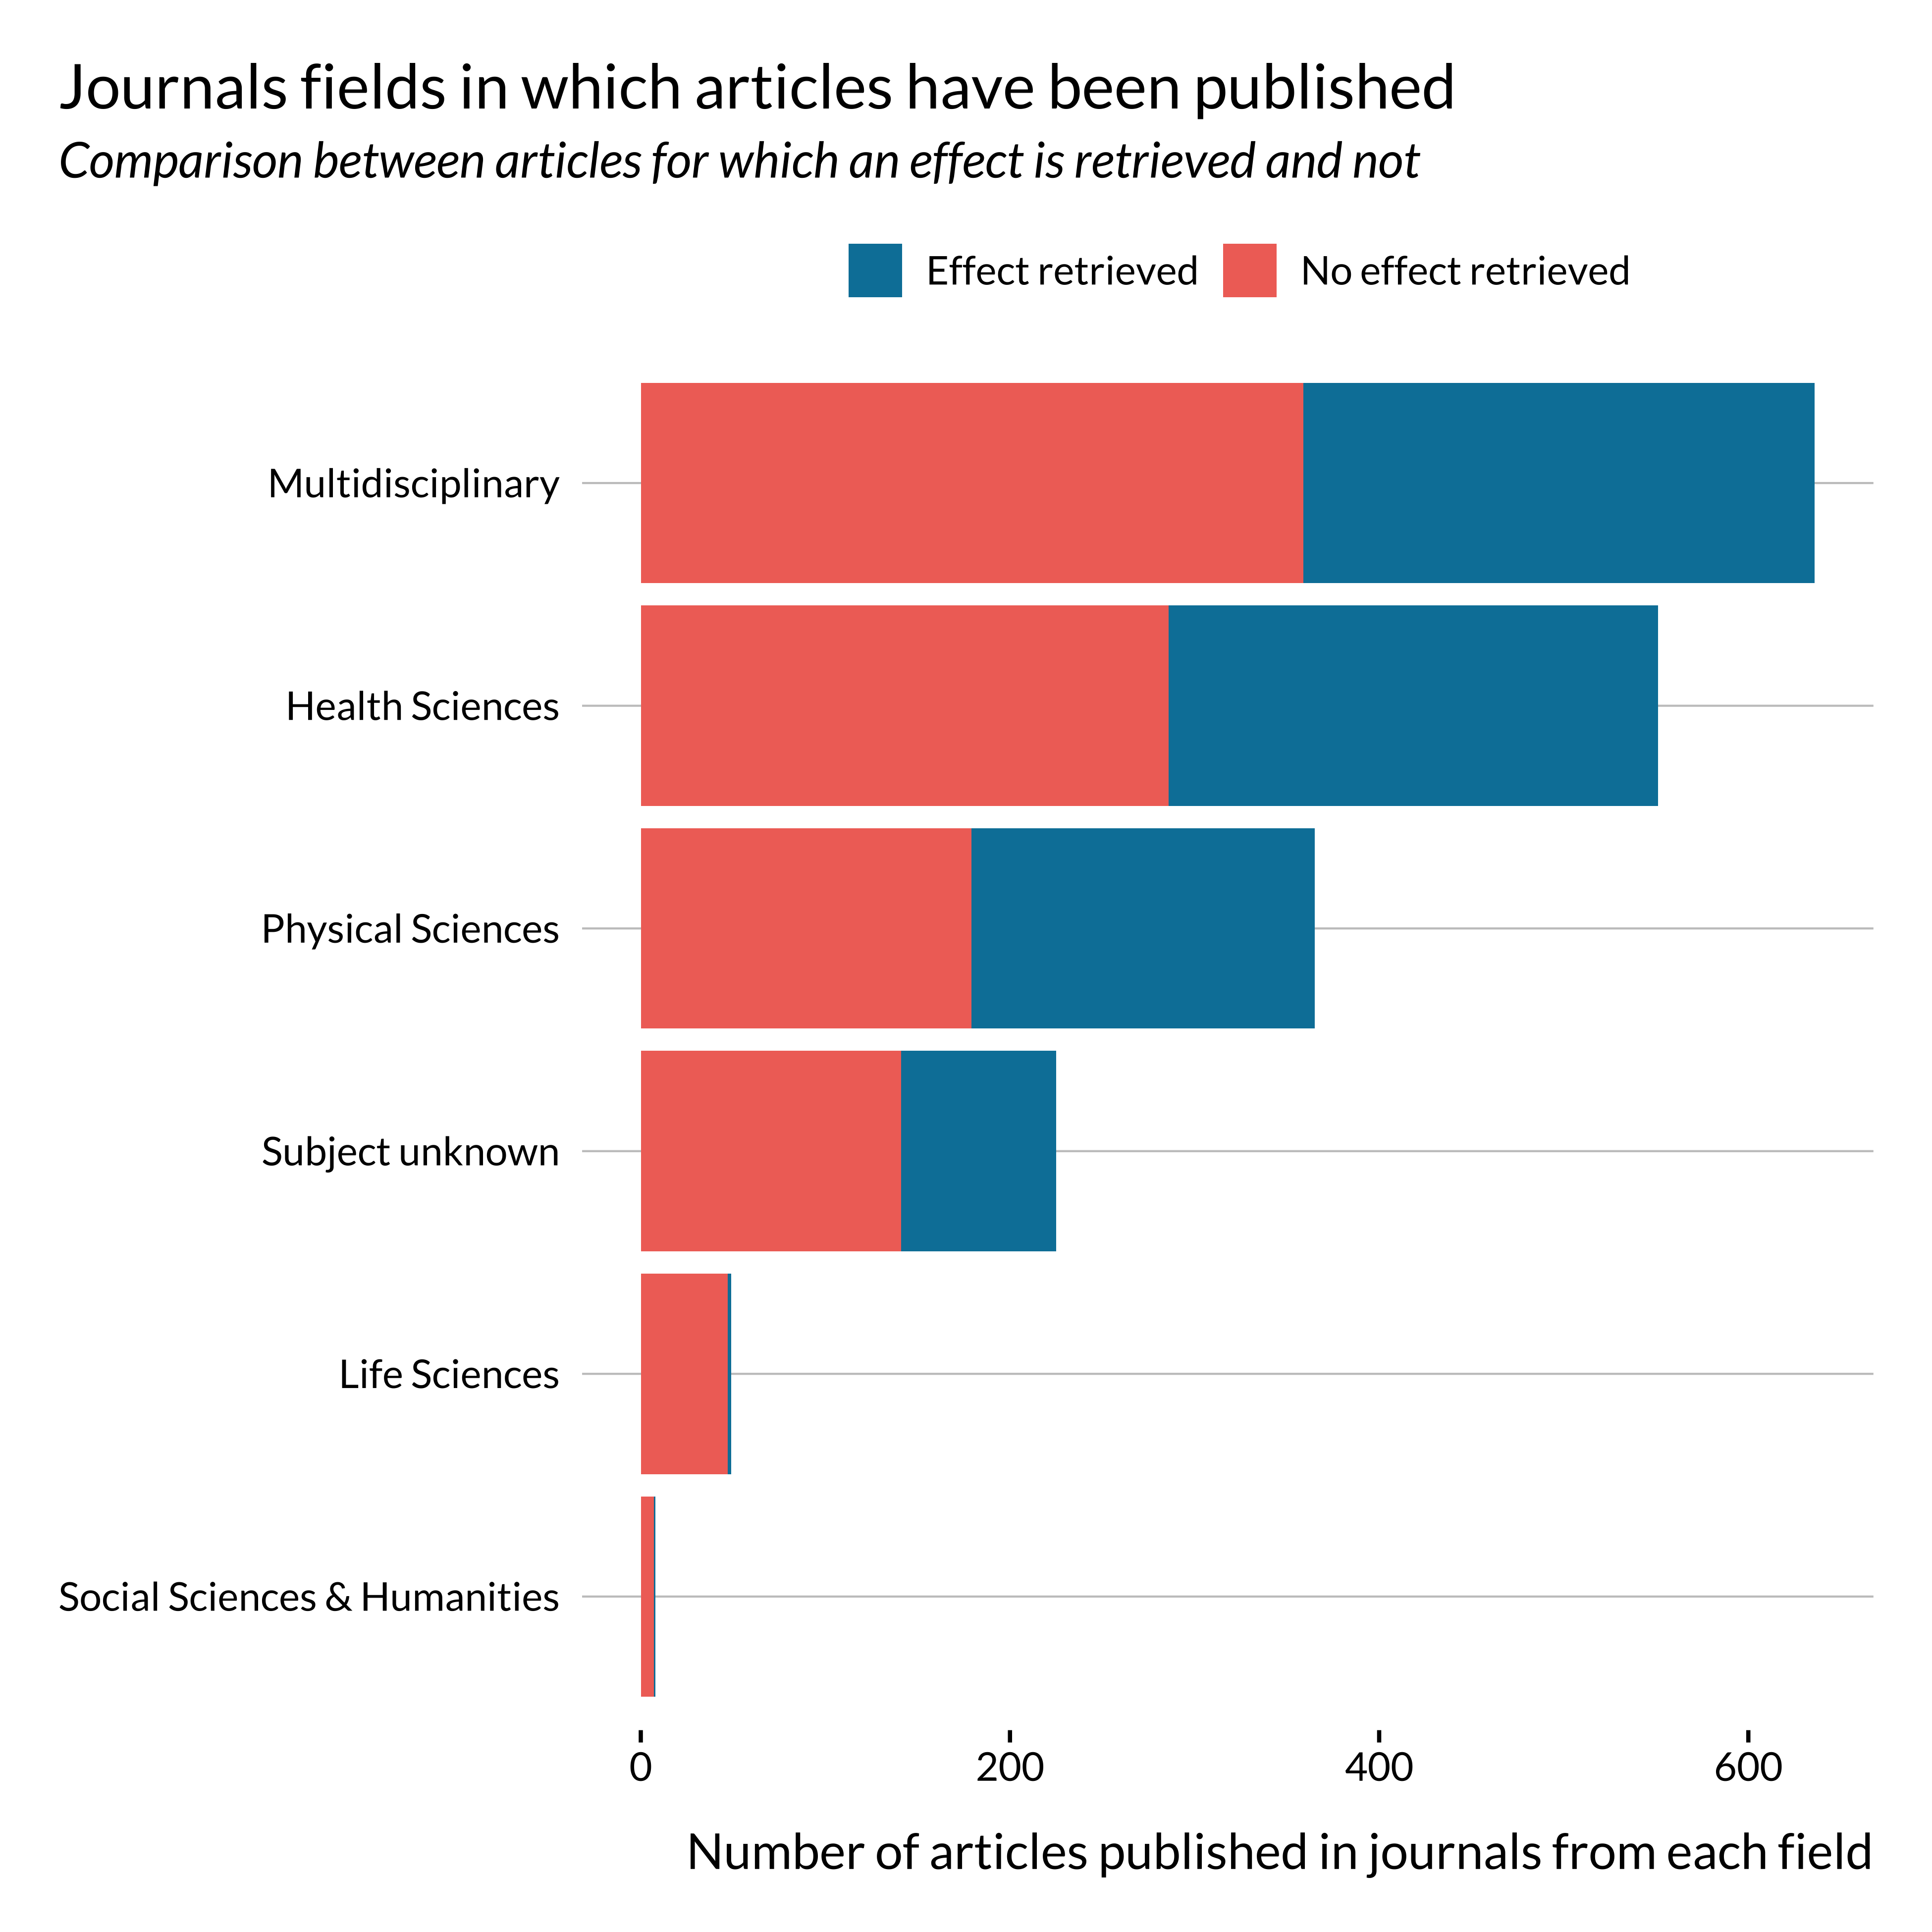 Journals fields in which articles have been published
Comparison between articles for which an effect is retrieved and not
Effect retrieved No effect retrieved
Multidisciplinary
Health Sciences
Physical Sciences
Subject unknown
Life Sciences
Social Sciences & Humanities
0 200 400 600
Number of articles published in journals from each field